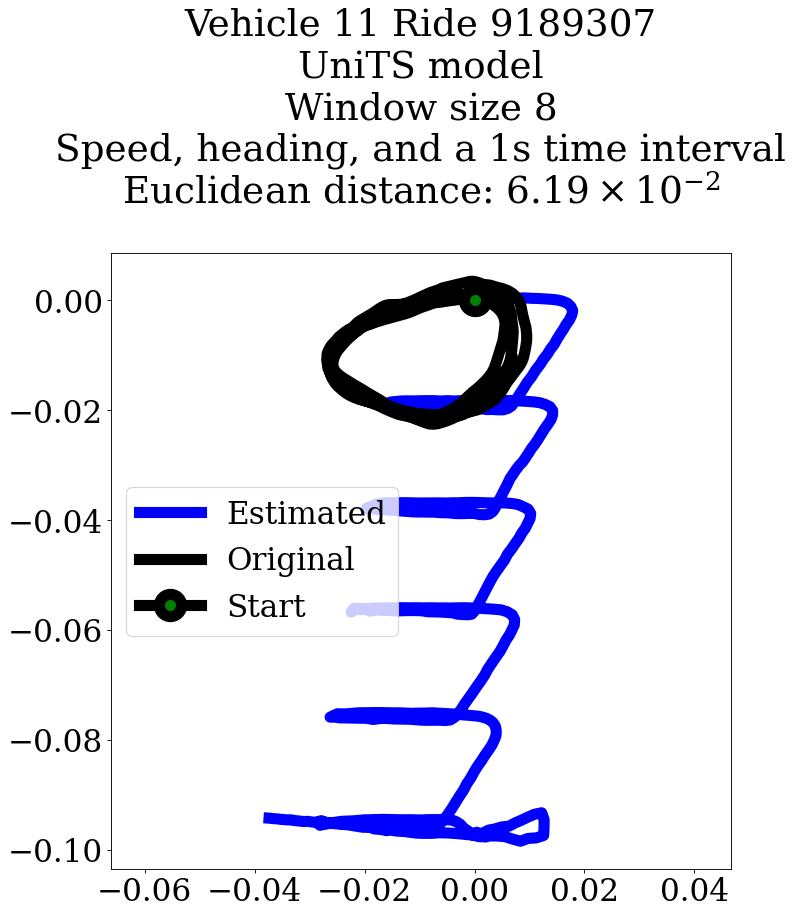 Vehicle 11 Ride 9189307
UniTS model
Window size 8
Speed, heading, and a 1s time interval
Euclidean distance: 6.19 × 10⁻²
0.00
−0.02
−0.04
−0.06
−0.08
−0.10
Estimated
Original
Start
−0.06 −0.04 −0.02 0.00 0.02 0.04